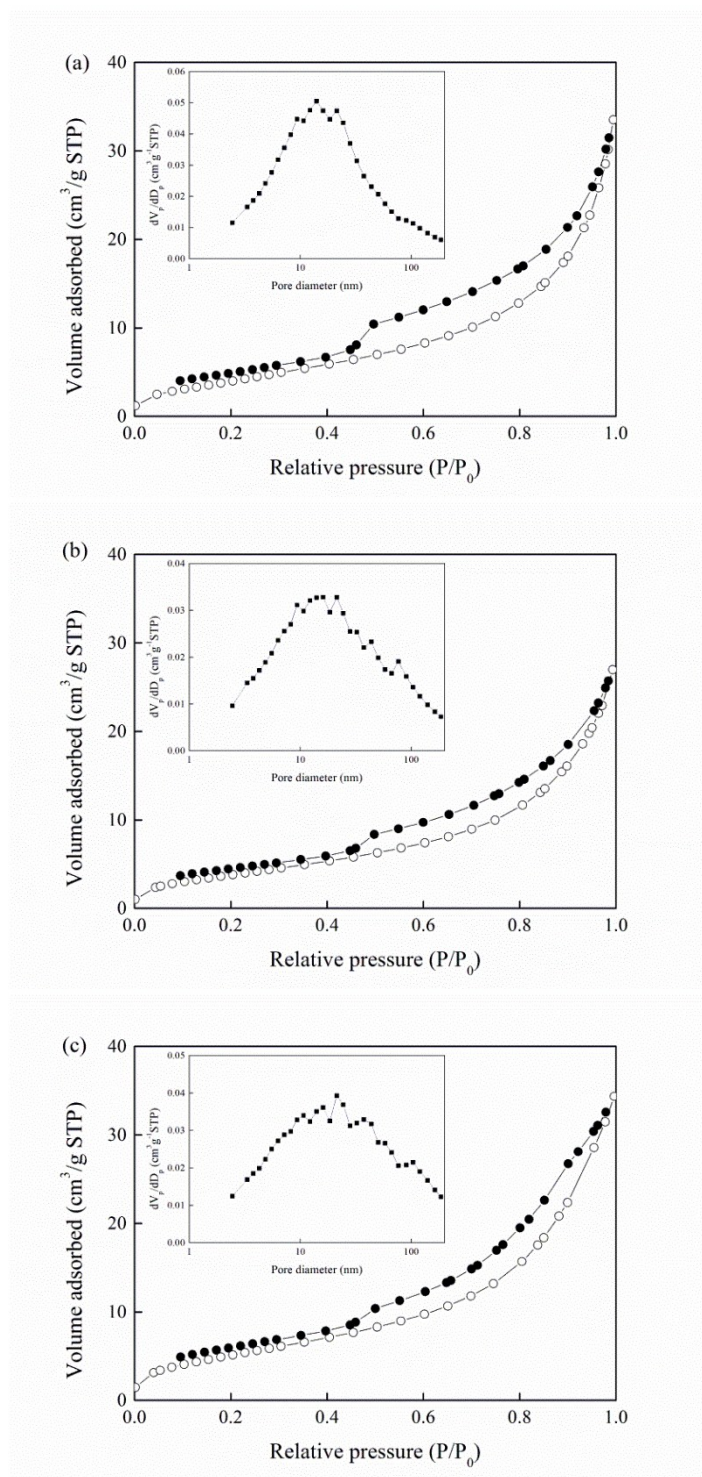 (a)
40
30
20
10
0
0.0 0.2 0.4 0.6 0.8 1.0
Volume adsorbed (cm³/g STP)
Relative pressure (P/P₀)
0.06
0.05
0.04
0.03
0.02
0.01
0.00
1 10 100
dVₚ/dDₚ (cm³g⁻¹STP)
Pore diameter (nm)
(b)
40
30
20
10
0
0.0 0.2 0.4 0.6 0.8 1.0
Volume adsorbed (cm³/g STP)
Relative pressure (P/P₀)
0.04
0.03
0.02
0.01
0.00
1 10 100
dVₚ/dDₚ (cm³g⁻¹STP)
Pore diameter (nm)
(c)
40
30
20
10
0
0.0 0.2 0.4 0.6 0.8 1.0
Volume adsorbed (cm³/g STP)
Relative pressure (P/P₀)
0.05
0.04
0.03
0.02
0.01
0.00
1 10 100
dVₚ/dDₚ (cm³g⁻¹STP)
Pore diameter (nm)